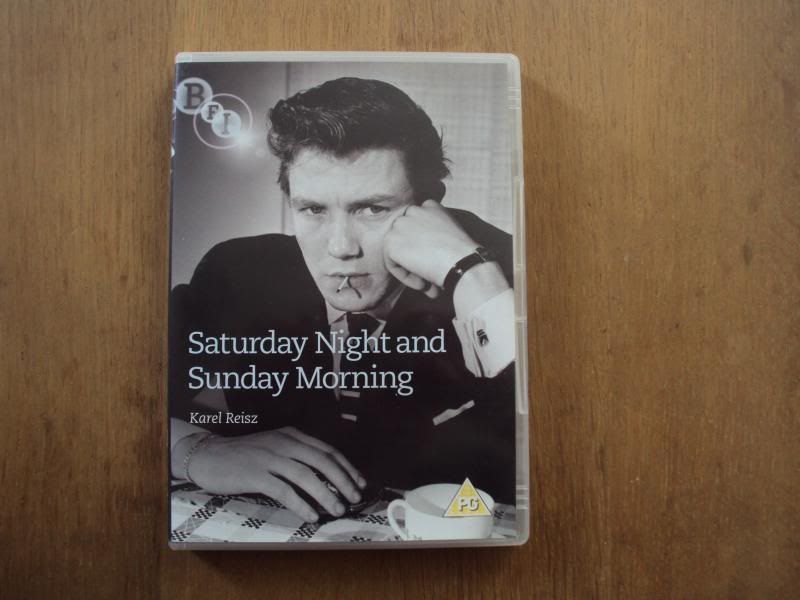 BFI
Saturday Night and
Sunday Morning
Karel Reisz
PG